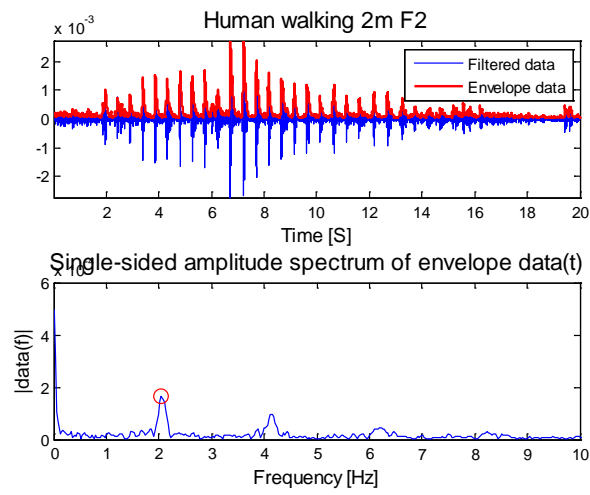 Human walking 2m F2
x 10^-3
2
1
0
-1
-2
Filtered data
Envelope data
2 4 6 8 10 12 14 16 18 20
Time [S]
Single-sided amplitude spectrum of envelope data(t)
6
4
2
0
|data(f)|
0 1 2 3 4 5 6 7 8 9 10
Frequency [Hz]